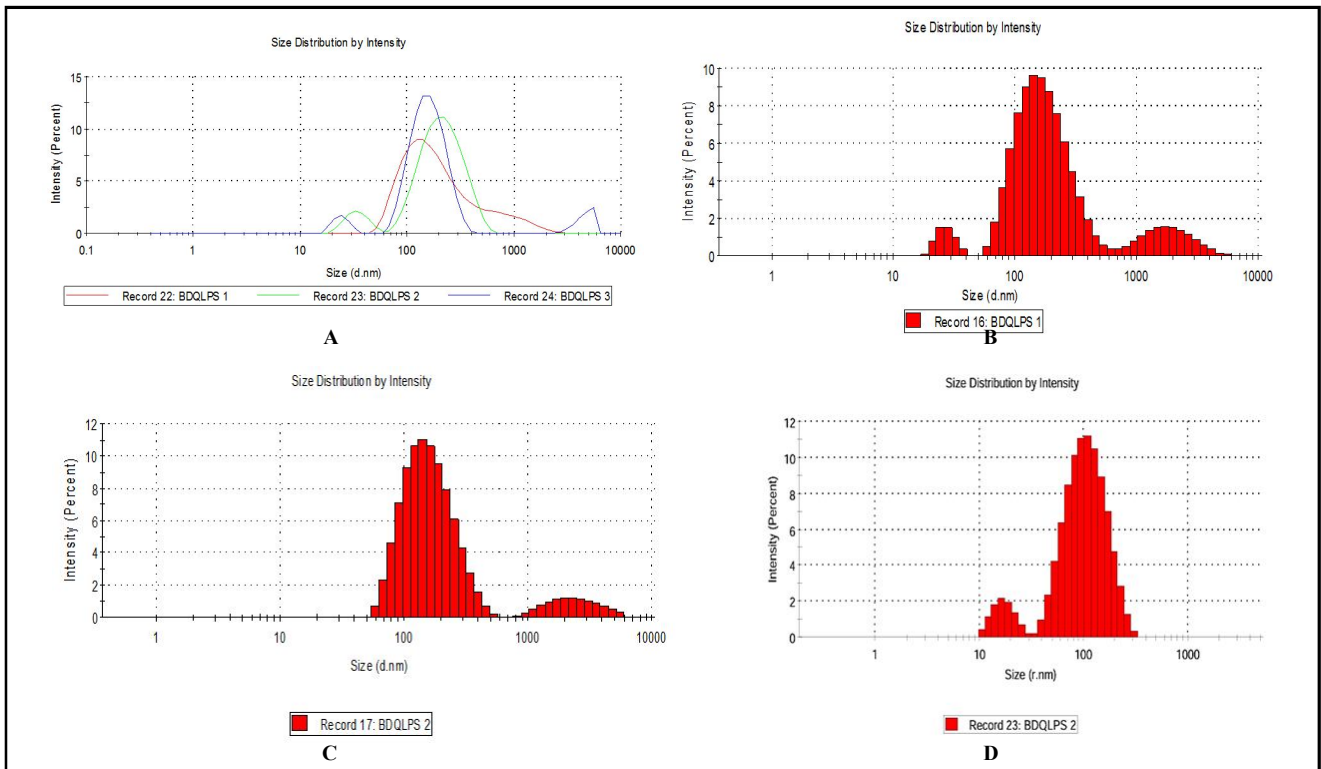 Size Distribution by Intensity
15
10
5
0
Intensity (Percent)
0.1 1 10 100 1000 10000
Size (d.nm)
Record 22: BDQLPS 1 Record 23: BDQLPS 2 Record 24: BDQLPS 3
A
Size Distribution by Intensity
10
8
6
4
2
0
Intensity (Percent)
1 10 100 1000 10000
Size (d.nm)
Record 16: BDQLPS 1
B
Size Distribution by Intensity
12
10
8
6
4
2
0
Intensity (Percent)
1 10 100 1000 10000
Size (d.nm)
Record 17: BDQLPS 2
C
Size Distribution by Intensity
12
10
8
6
4
2
0
Intensity (Percent)
1 10 100 1000
Size (r.nm)
Record 23: BDQLPS 2
D